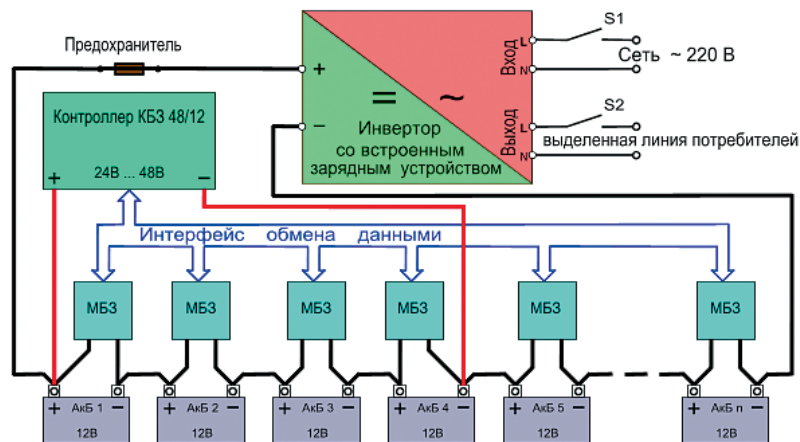 Предохранитель
S1
L
Вход
Сеть ~ 220 В
N
+
= ~
Контроллер КБЗ 48/12
24В ... 48В
+ −
−
Инвертор
со встроенным
зарядным устройством
S2
L
Выход
выделенная линия потребителей
N
Интерфейс обмена данными
МБЗ МБЗ МБЗ МБЗ МБЗ МБЗ
+ АкБ 1 − + АкБ 2 − + АкБ 3 − + АкБ 4 − + АкБ 5 − + АкБ n −
12В 12В 12В 12В 12В 12В